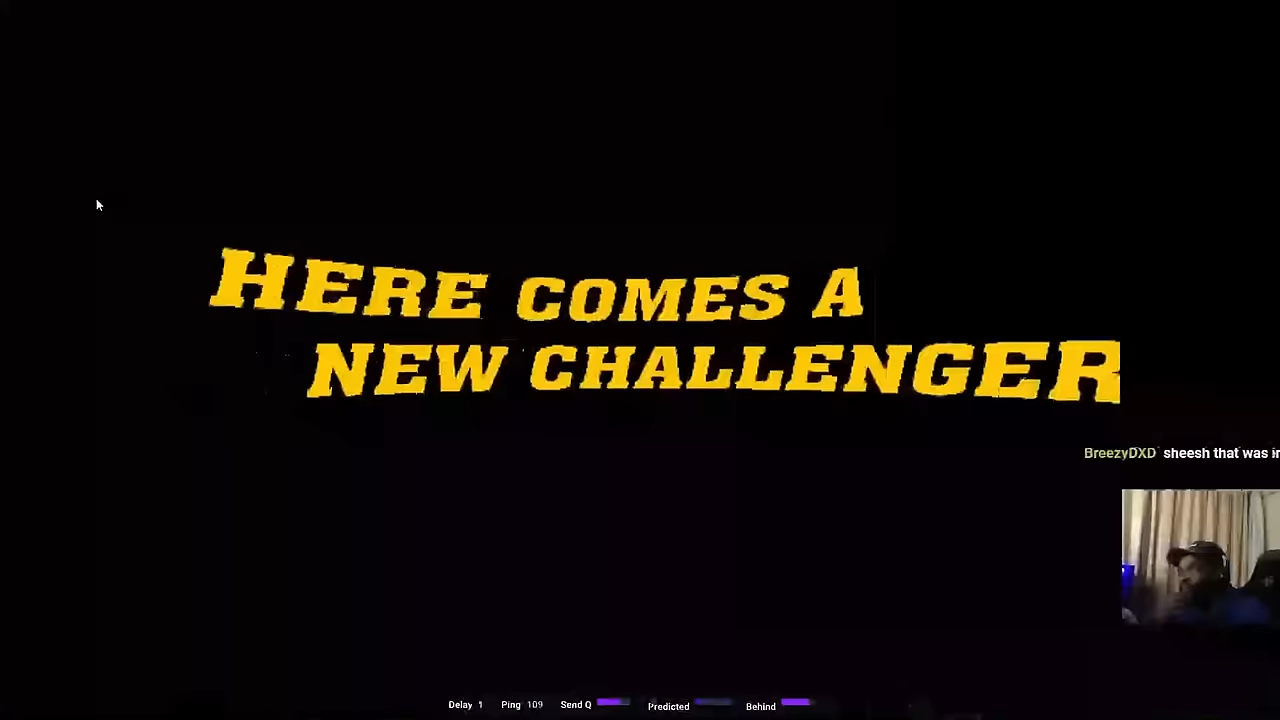 HERE COMES A
NEW CHALLENGER
BreezyDXD sheesh that was
Delay 1 Ping 109 Send Q Predicted Behind